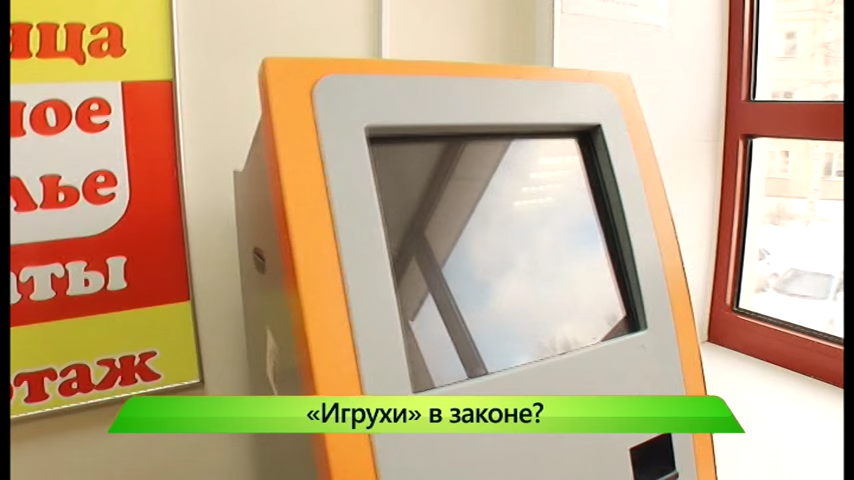 ица
ное
лье
аты
отаж
«Игрухи» в законе?